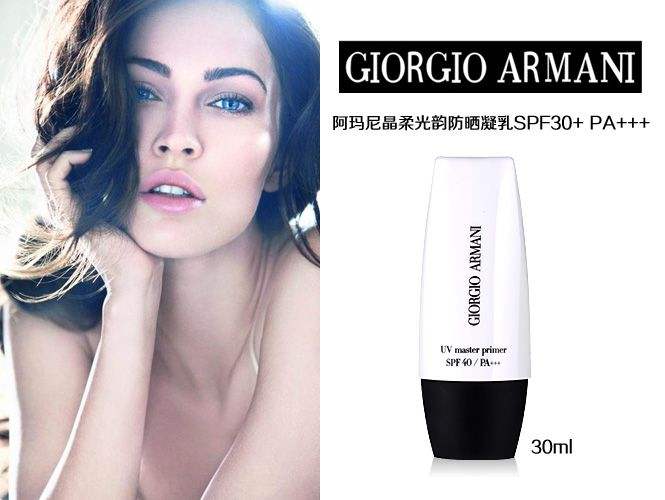 GIORGIO ARMANI
阿玛尼晶柔光韵防晒凝乳SPF30+ PA+++
GIORGIO ARMANI
UV master primer
SPF 40 / PA+++
30ml